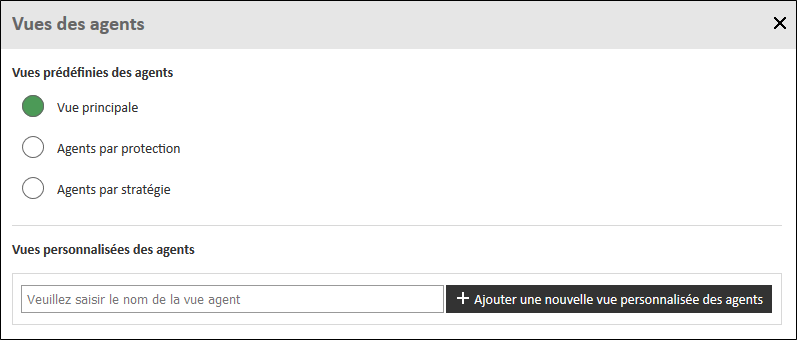 Vues des agents
Vues prédéfinies des agents
Vue principale
Agents par protection
Agents par stratégie
Vues personnalisées des agents
Veuillez saisir le nom de la vue agent
Ajouter une nouvelle vue personnalisée des agents